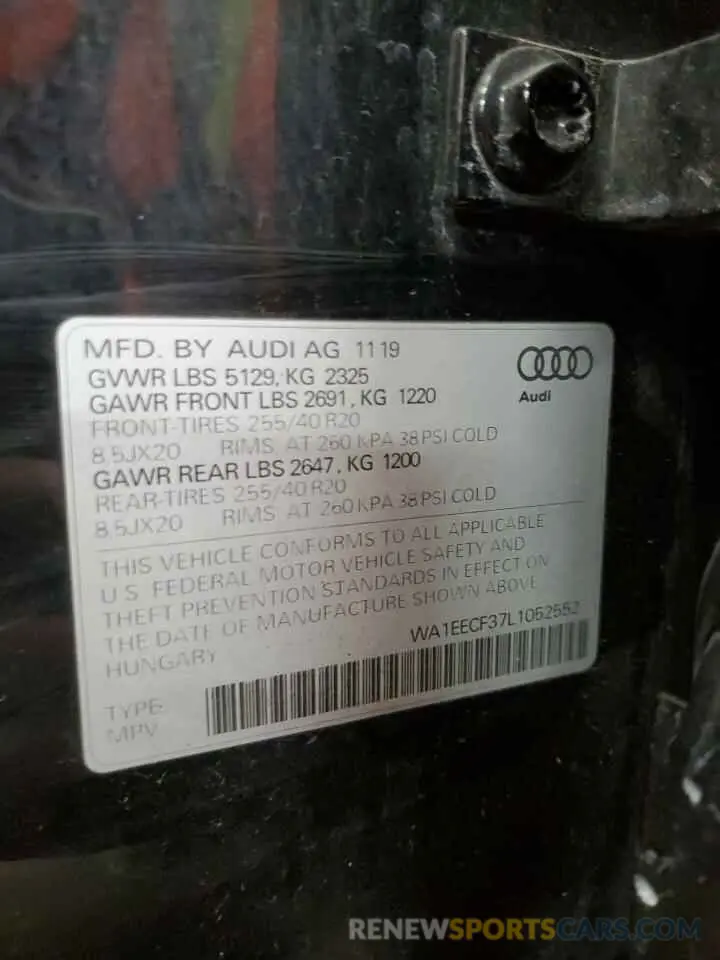 MFD. BY AUDI AG 1119
GVWR LBS 5129, KG 2325
GAWR FRONT LBS 2691, KG 1220
FRONT-TIRES 255/40 R20
8.5JX20 RIMS AT 260 KPA 38 PSI COLD
GAWR REAR LBS 2647, KG 1200
REAR-TIRES 255/40 R20
8.5JX20 RIMS AT 260 KPA 38 PSI COLD
Audi
THIS VEHICLE CONFORMS TO ALL APPLICABLE
U.S. FEDERAL MOTOR VEHICLE SAFETY AND
THEFT PREVENTION STANDARDS IN EFFECT ON
THE DATE OF MANUFACTURE SHOWN ABOVE
HUNGARY WA1EECF37L1052552
TYPE:
MPV
RENEWSPORTSCARS.COM